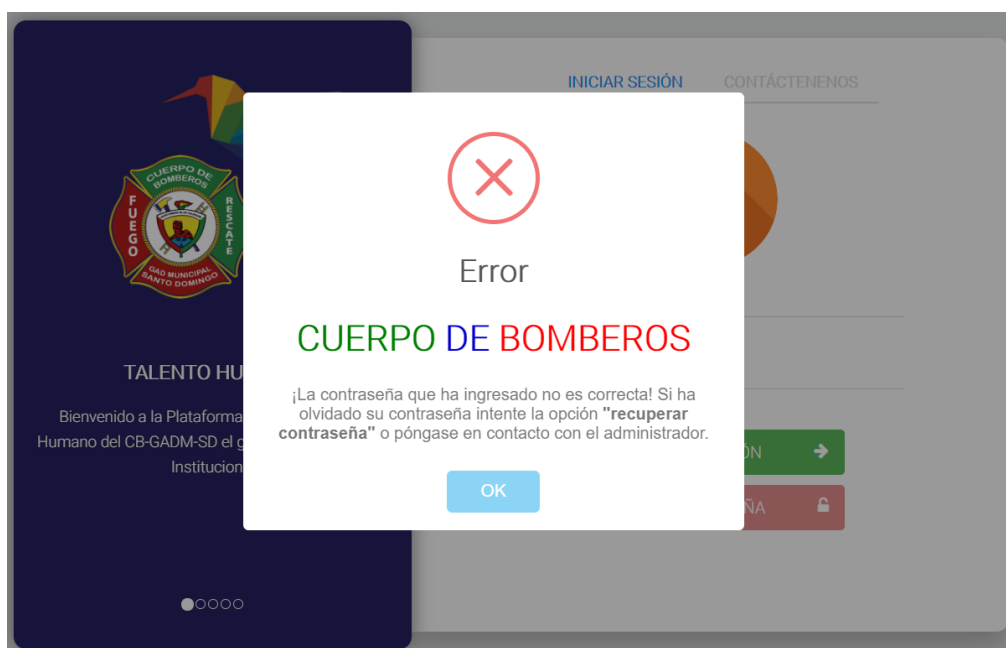 INICIAR SESIÓN CONTÁCTENENOS
CUERPO DE
BOMBEROS
FUEGO
RESCATE
GAD MUNICIPAL
SANTO DOMINGO
TALENTO HU
Bienvenido a la Plataforma
Humano del CB-GADM-SD el g
Institucion
Error
CUERPO DE BOMBEROS
¡La contraseña que ha ingresado no es correcta! Si ha
olvidado su contraseña intente la opción "recuperar
contraseña" o póngase en contacto con el administrador.
OK
ÓN
ÑA